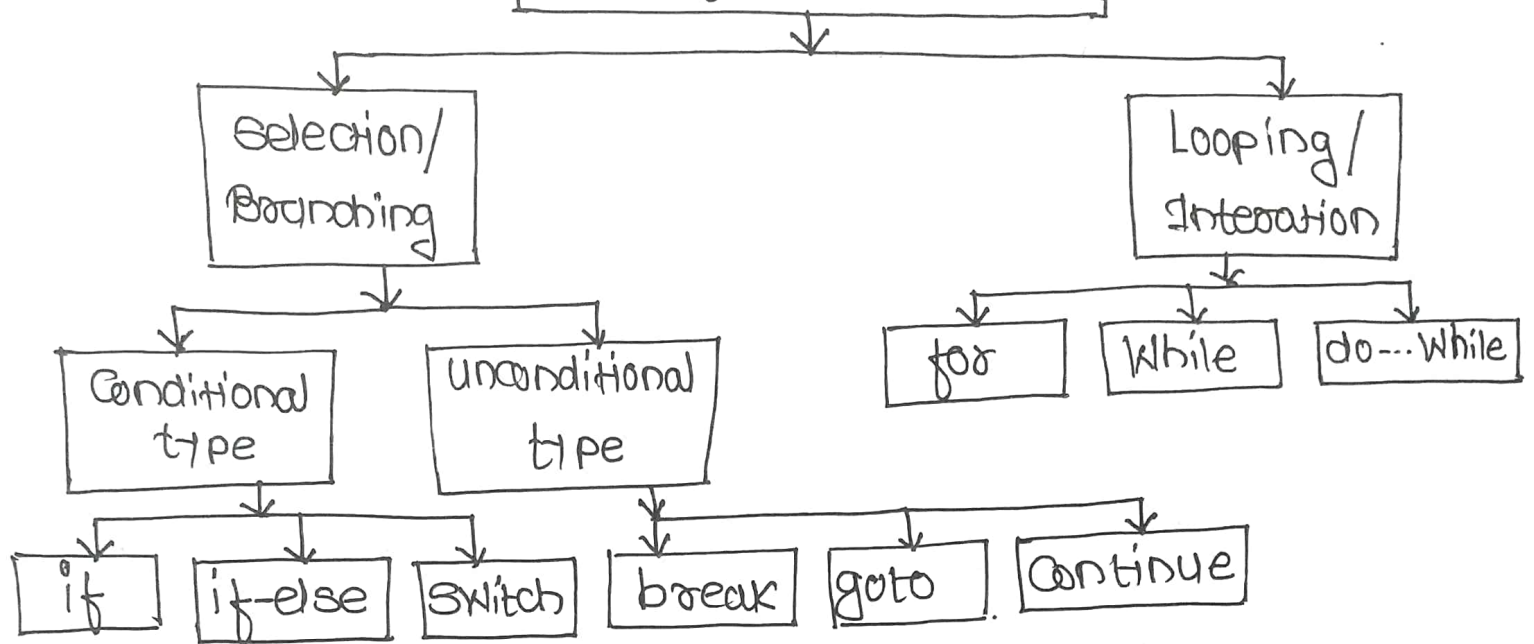 Selection/
Branching
Looping/
Interation
Conditional
type
unconditional
type
for
While
do...While
if
if-else
switch
break
goto
Continue